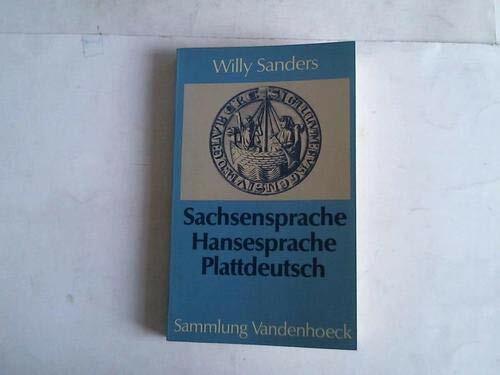 Willy Sanders
Sachsensprache
Hansesprache
Plattdeutsch
Sammlung Vandenhoeck